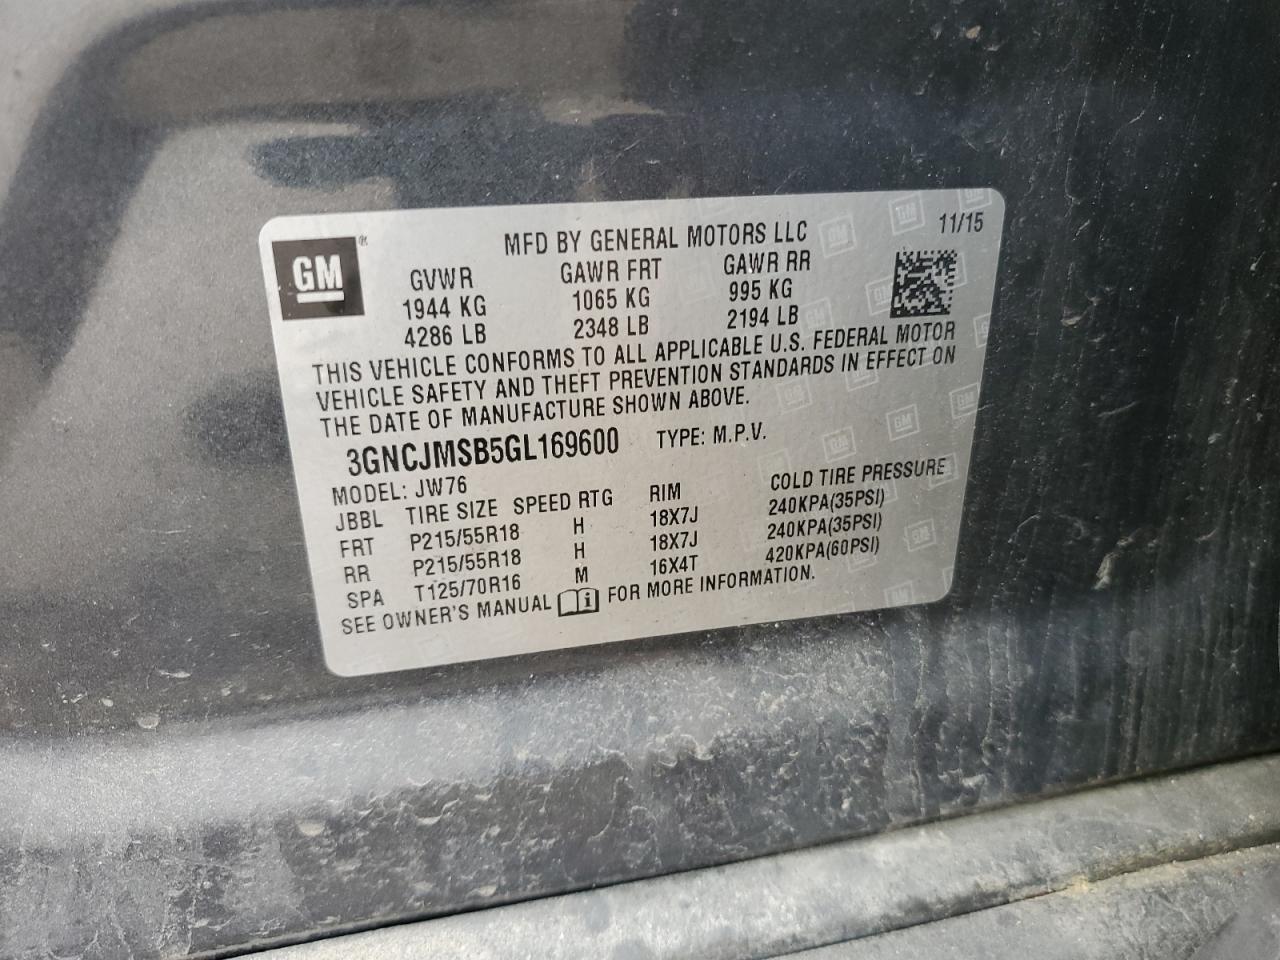 GM ®
MFD BY GENERAL MOTORS LLC 11/15
GVWR GAWR FRT GAWR RR
1944 KG 1065 KG 995 KG
4286 LB 2348 LB 2194 LB
THIS VEHICLE CONFORMS TO ALL APPLICABLE U.S. FEDERAL MOTOR
VEHICLE SAFETY AND THEFT PREVENTION STANDARDS IN EFFECT ON
THE DATE OF MANUFACTURE SHOWN ABOVE.
3GNCJMSB5GL169600 TYPE: M.P.V.
MODEL: JW76
JBBL TIRE SIZE SPEED RTG RIM COLD TIRE PRESSURE
FRT P215/55R18 H 18X7J 240KPA(35PSI)
RR P215/55R18 H 18X7J 240KPA(35PSI)
SPA T125/70R16 M 16X4T 420KPA(60PSI)
SEE OWNER'S MANUAL i FOR MORE INFORMATION.